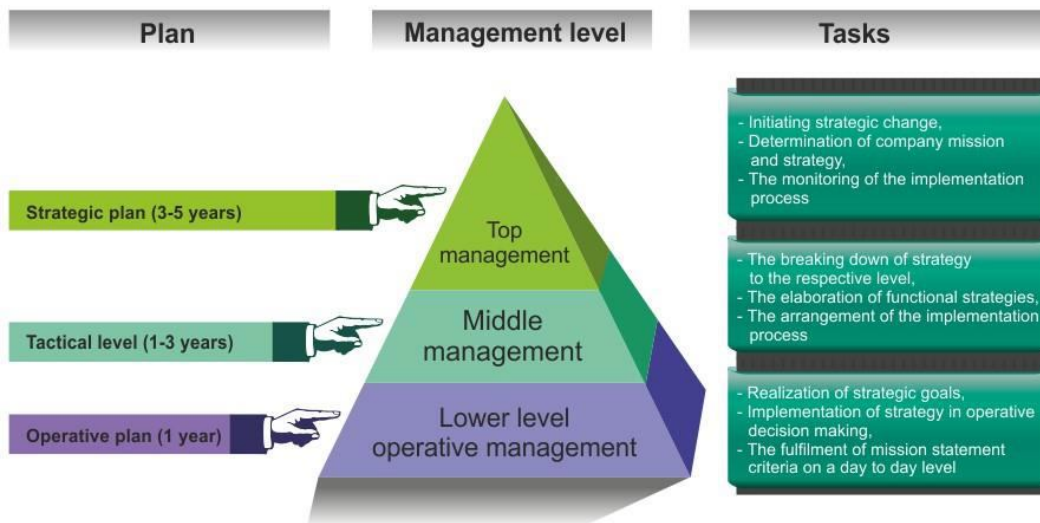 Plan
Management level
Tasks
Strategic plan (3-5 years)
Top
management
- Initiating strategic change,
- Determination of company mission
and strategy,
- The monitoring of the implementation
process
Tactical level (1-3 years)
Middle
management
- The breaking down of strategy
to the respective level,
- The elaboration of functional strategies,
- The arrangement of the implementation
process
Operative plan (1 year)
Lower level
operative management
- Realization of strategic goals,
- Implementation of strategy in operative
decision making,
- The fulfilment of mission statement
criteria on a day to day level